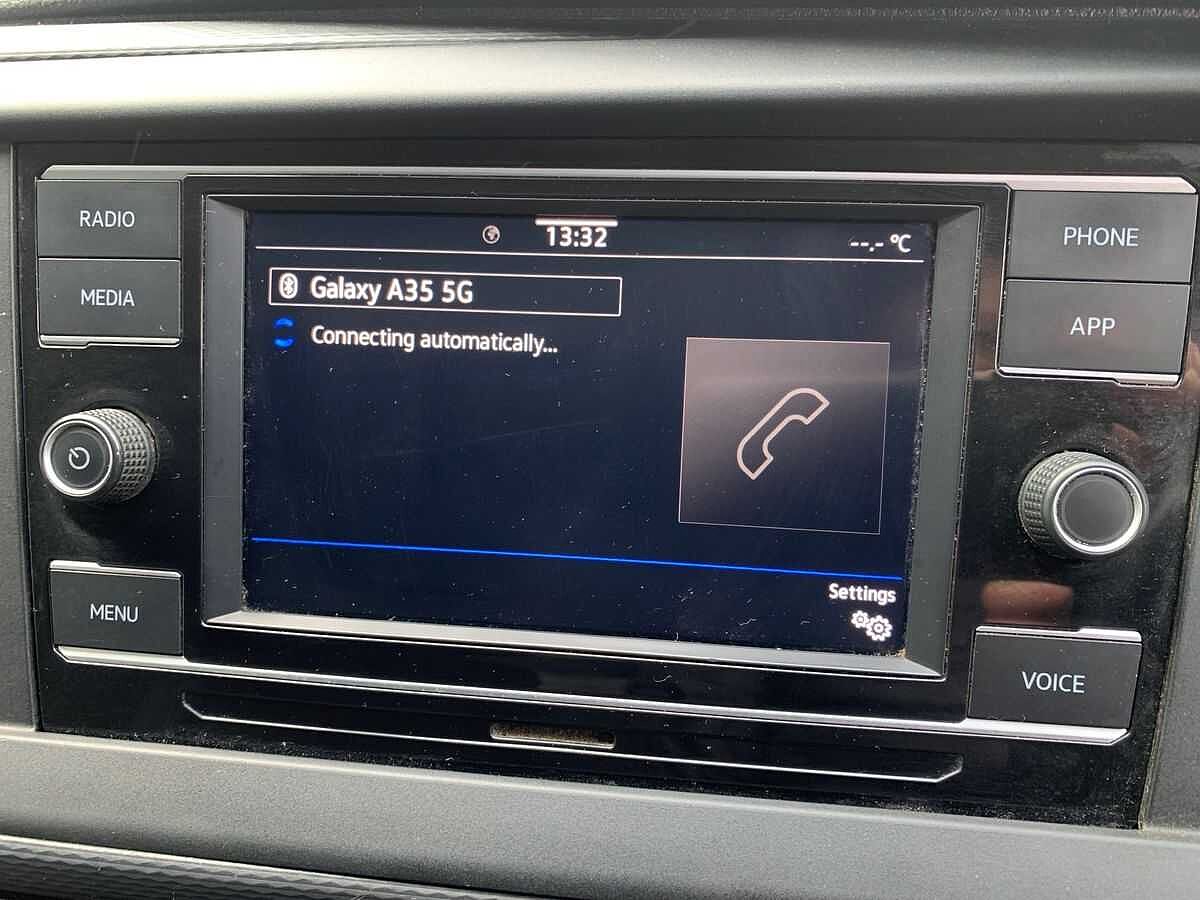 RADIO
MEDIA
MENU
13:32
--.- °C
Galaxy A35 5G
Connecting automatically...
Settings
PHONE
APP
VOICE